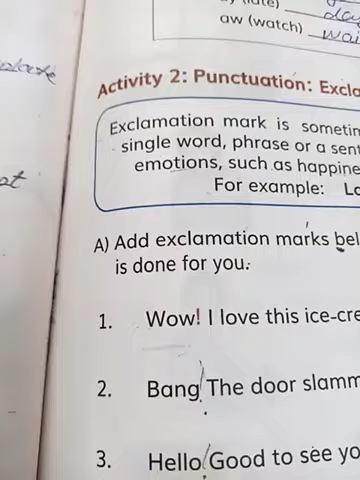 aw (watch)
Activity 2: Punctuation: Excla
Exclamation mark is sometim
single word, phrase or a sent
emotions, such as happine
For example: Lo
A) Add exclamation marks bel
is done for you.
1. Wow! I love this ice-cre
2. Bang! The door slamm
3. Hello! Good to see yo